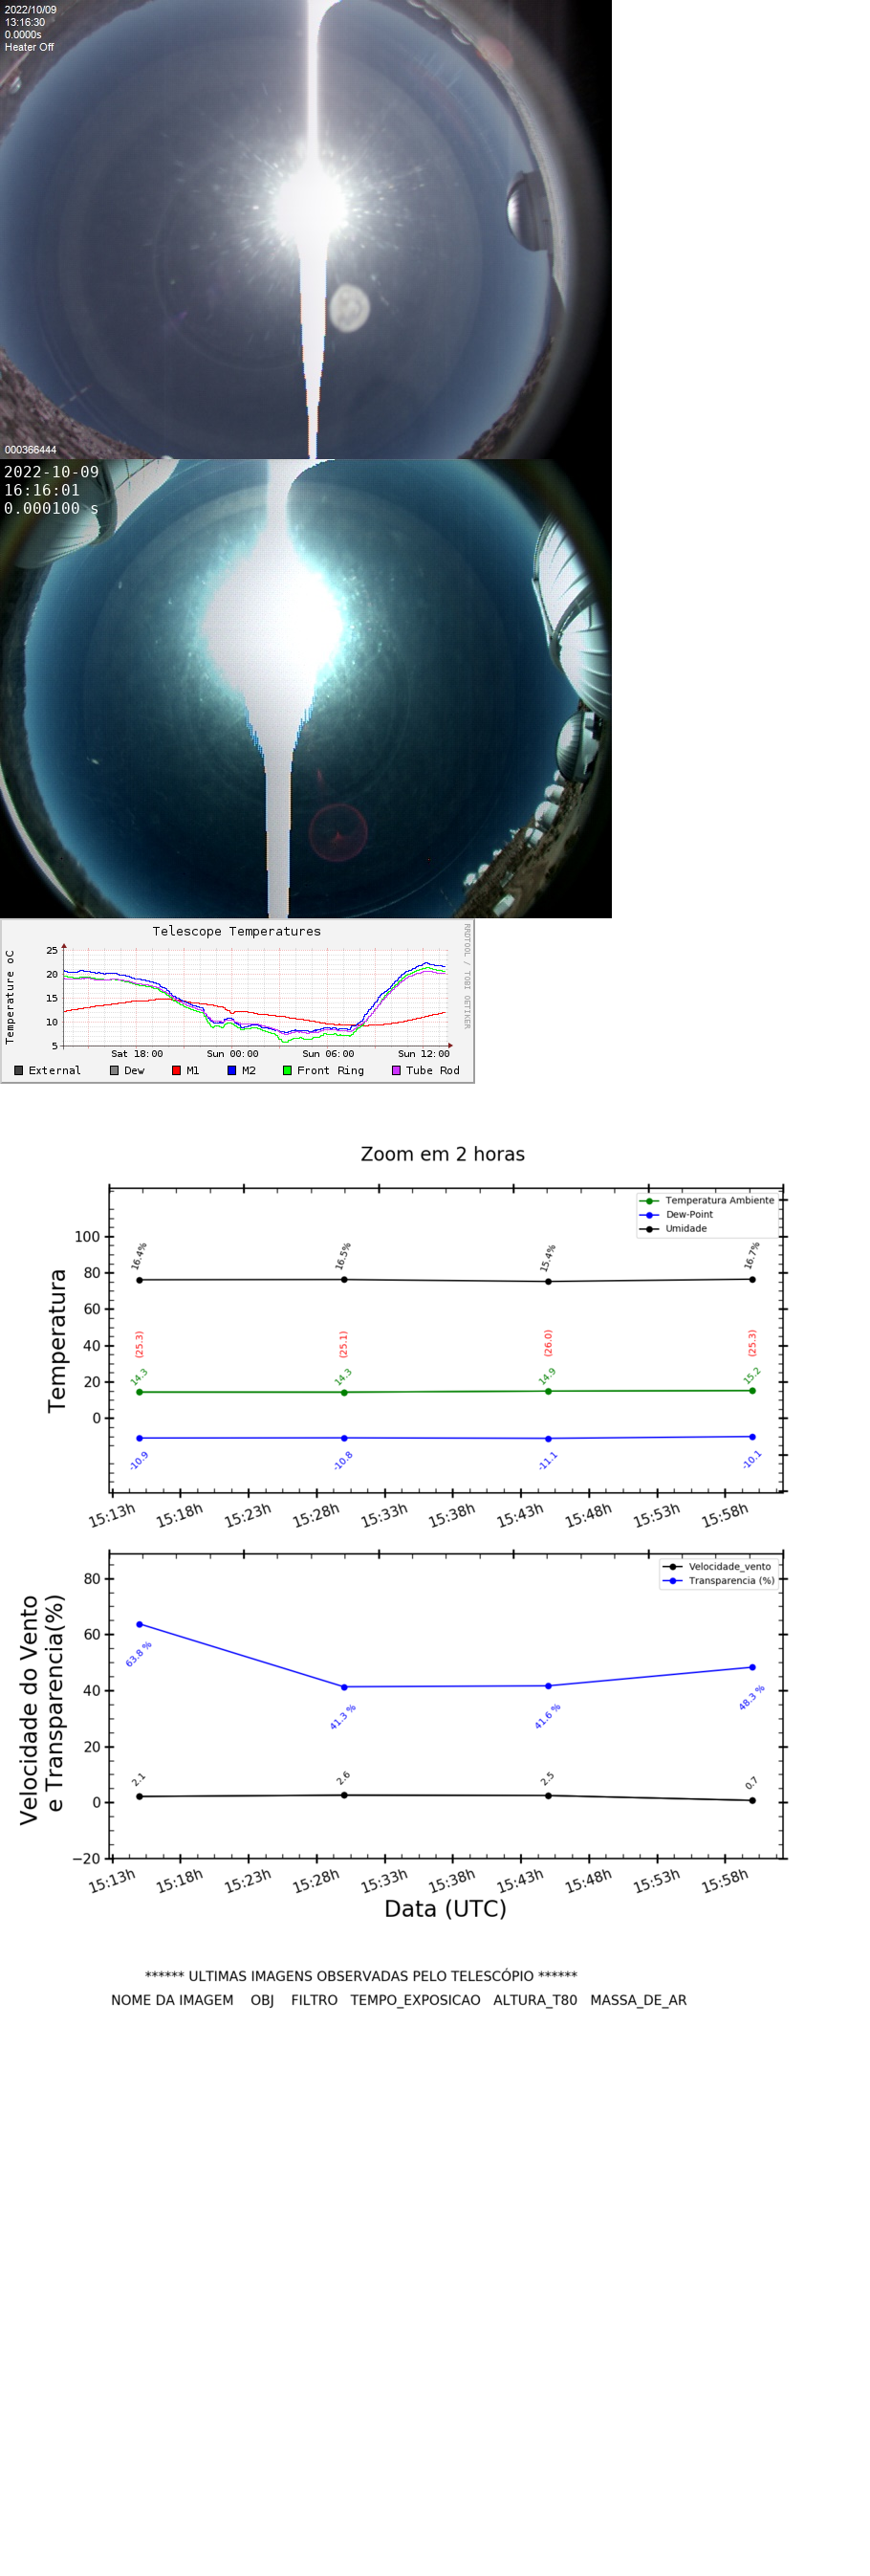 2022/10/09
13:16:30
0.0000s
Heater Off
000366444
2022-10-09
16:16:01
0.000100 s
Telescope Temperatures
RRDTOOL / TOBI OETIKER
Temperature oC
25
20
15
10
5
Sat 18:00 Sun 00:00 Sun 06:00 Sun 12:00
External Dew M1 M2 Front Ring Tube Rod
Zoom em 2 horas
Temperatura
100
80
60
40
20
0
Temperatura Ambiente
Dew-Point
Umidade
16.4% 16.5% 15.4% 16.7%
(25.3) (25.1) (26.0) (25.3)
14.3 14.3 14.9 15.2
-10.9 -10.8 -11.1 -10.1
15:13h 15:18h 15:23h 15:28h 15:33h 15:38h 15:43h 15:48h 15:53h 15:58h
Velocidade do Vento
e Transparencia(%)
80
60
40
20
0
−20
Velocidade_vento
Transparencia (%)
63.8 % 41.3 % 41.6 % 48.3 %
2.1 2.6 2.5 0.7
15:13h 15:18h 15:23h 15:28h 15:33h 15:38h 15:43h 15:48h 15:53h 15:58h
Data (UTC)
****** ULTIMAS IMAGENS OBSERVADAS PELO TELESCÓPIO ******
NOME DA IMAGEM OBJ FILTRO TEMPO_EXPOSICAO ALTURA_T80 MASSA_DE_AR